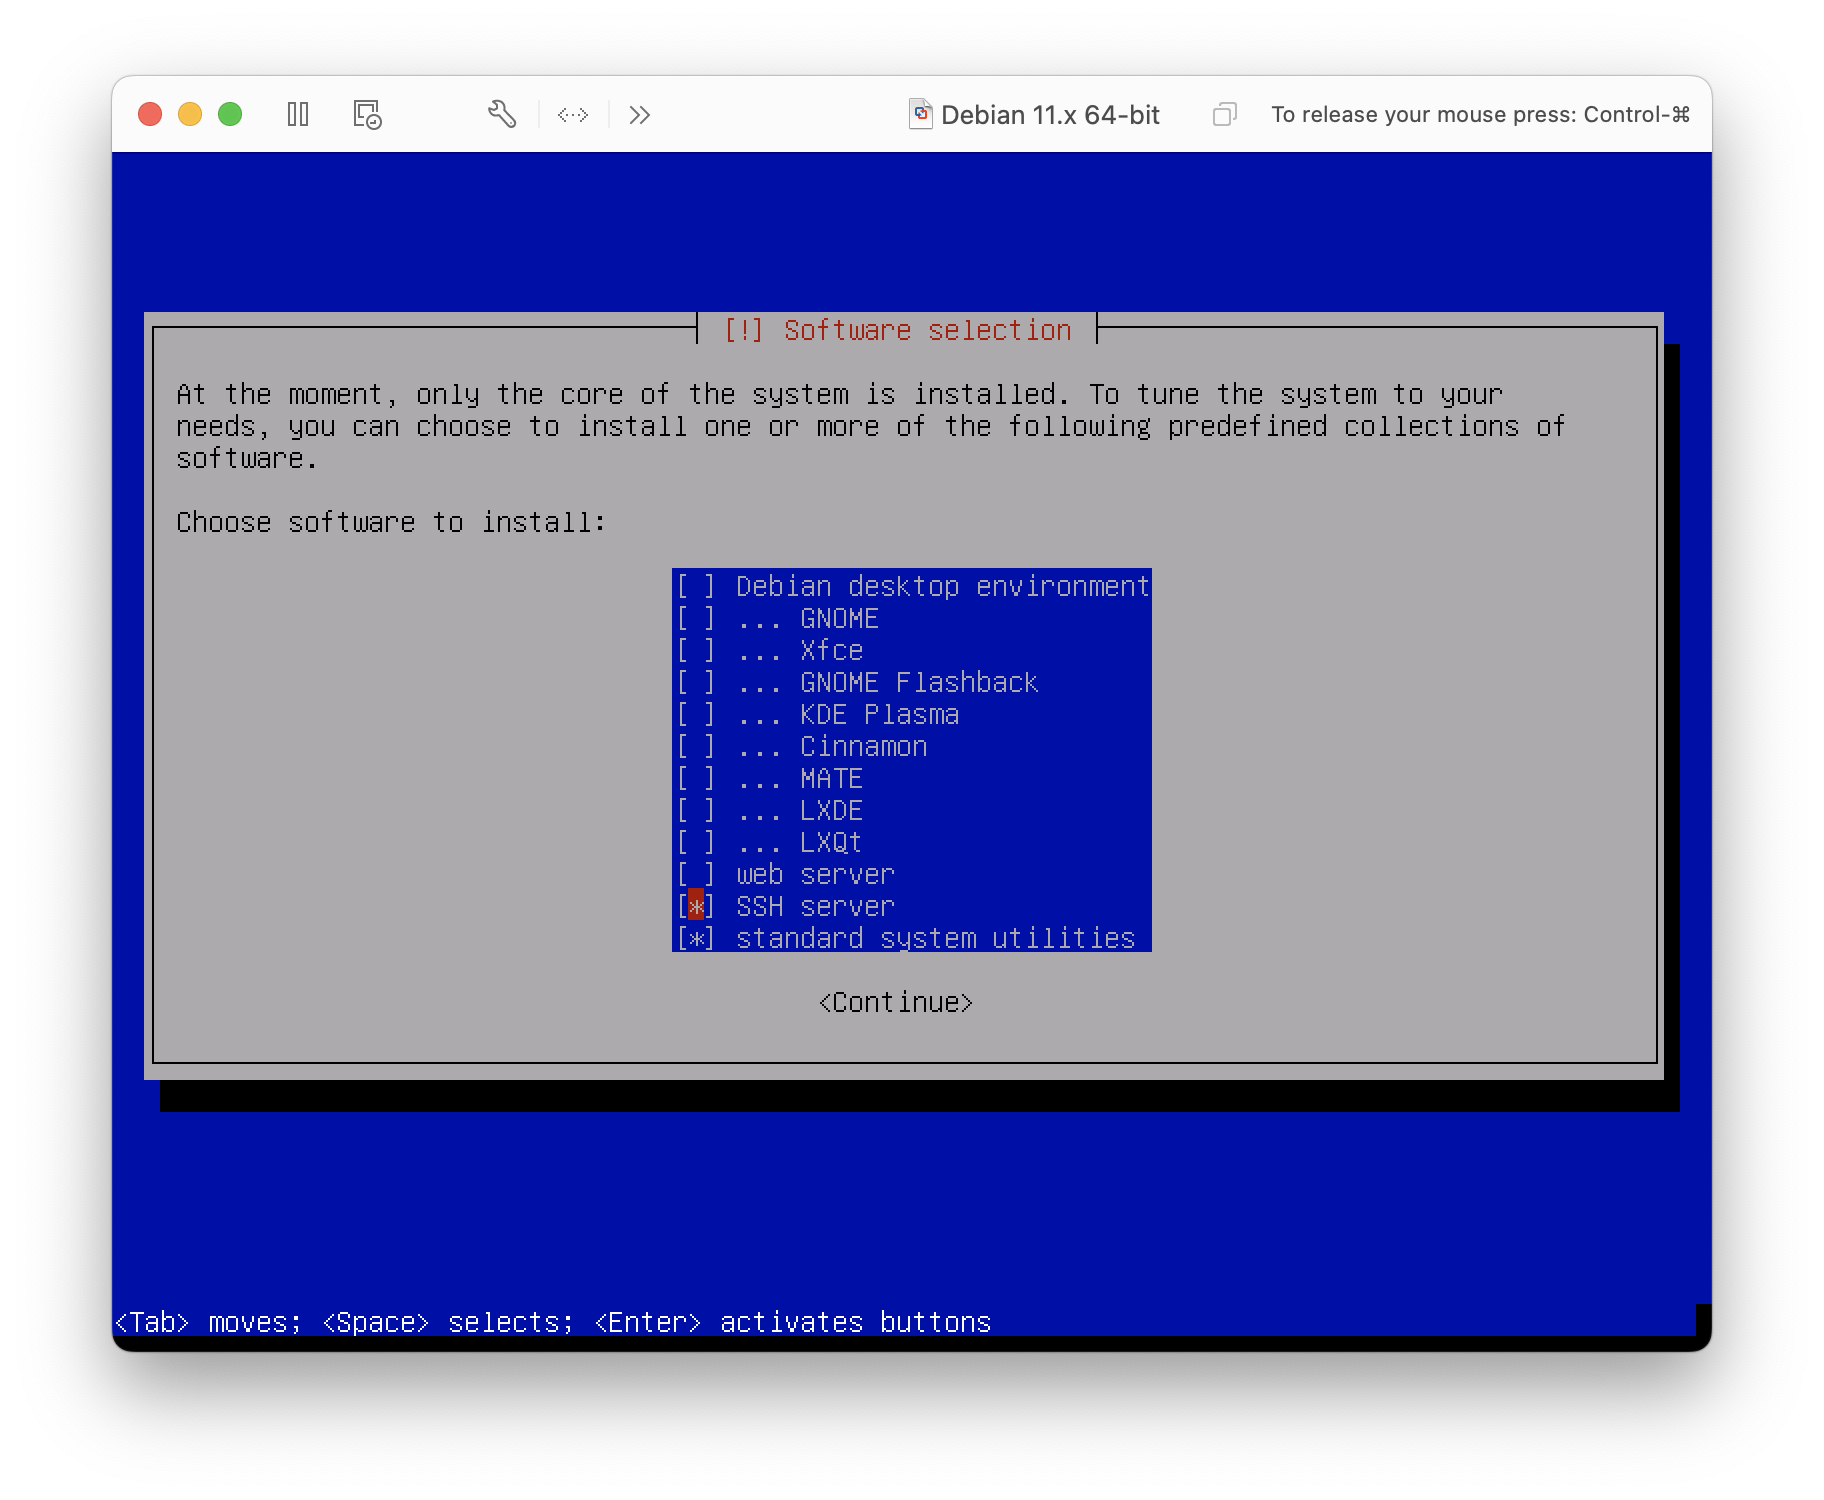 Debian 11.x 64-bit
To release your mouse press: Control-⌘
[!] Software selection
At the moment, only the core of the system is installed. To tune the system to your
needs, you can choose to install one or more of the following predefined collections of
software.
Choose software to install:
[ ] Debian desktop environment
[ ] ... GNOME
[ ] ... Xfce
[ ] ... GNOME Flashback
[ ] ... KDE Plasma
[ ] ... Cinnamon
[ ] ... MATE
[ ] ... LXDE
[ ] ... LXQt
[ ] web server
[*] SSH server
[*] standard system utilities
<Continue>
<Tab> moves; <Space> selects; <Enter> activates buttons